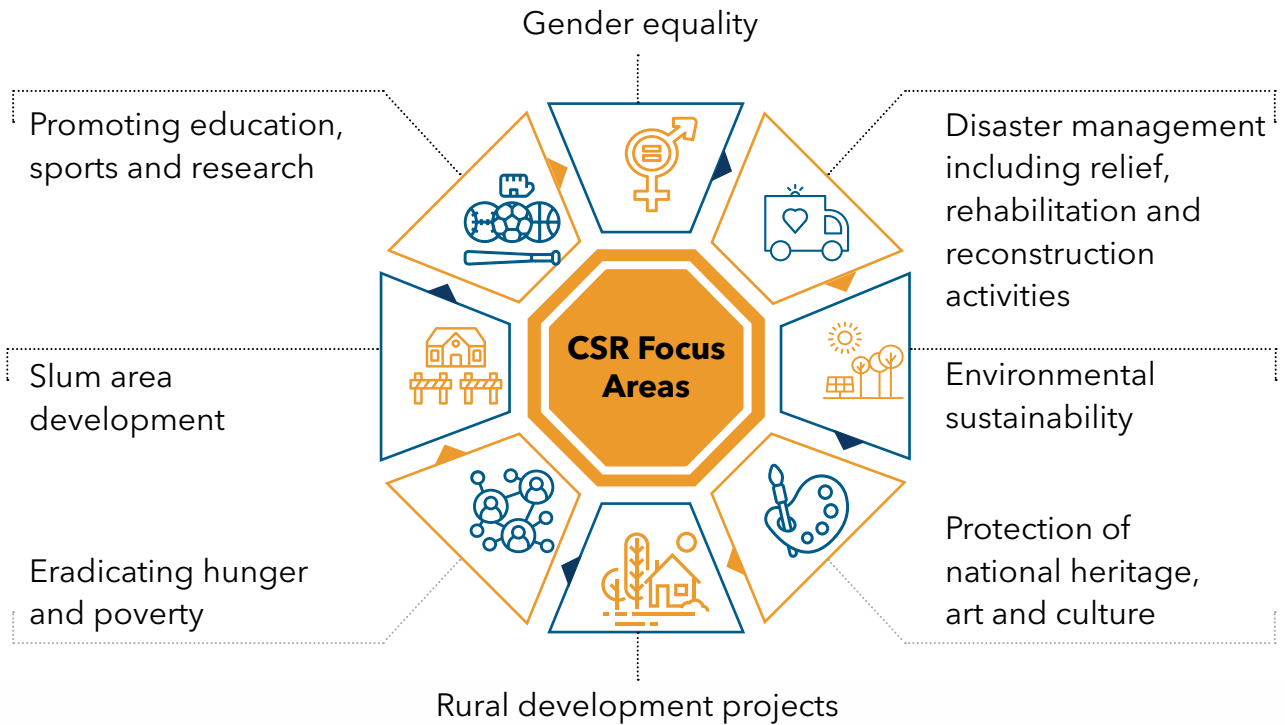 Gender equality
Promoting education,
sports and research
Disaster management
including relief,
rehabilitation and
reconstruction
activities
CSR Focus
Areas
Slum area
development
Environmental
sustainability
Eradicating hunger
and poverty
Protection of
national heritage,
art and culture
Rural development projects